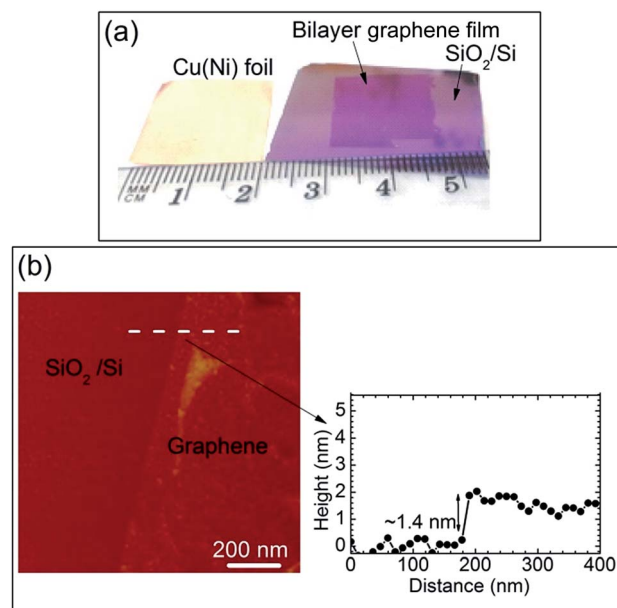 (a)
Bilayer graphene film
Cu(Ni) foil
SiO₂/Si
MM
CM
1 2 3 4 5
(b)
SiO₂ /Si
Graphene
200 nm
Height (nm)
5
4
3
2
1
0
~1.4 nm
0 100 200 300 400
Distance (nm)